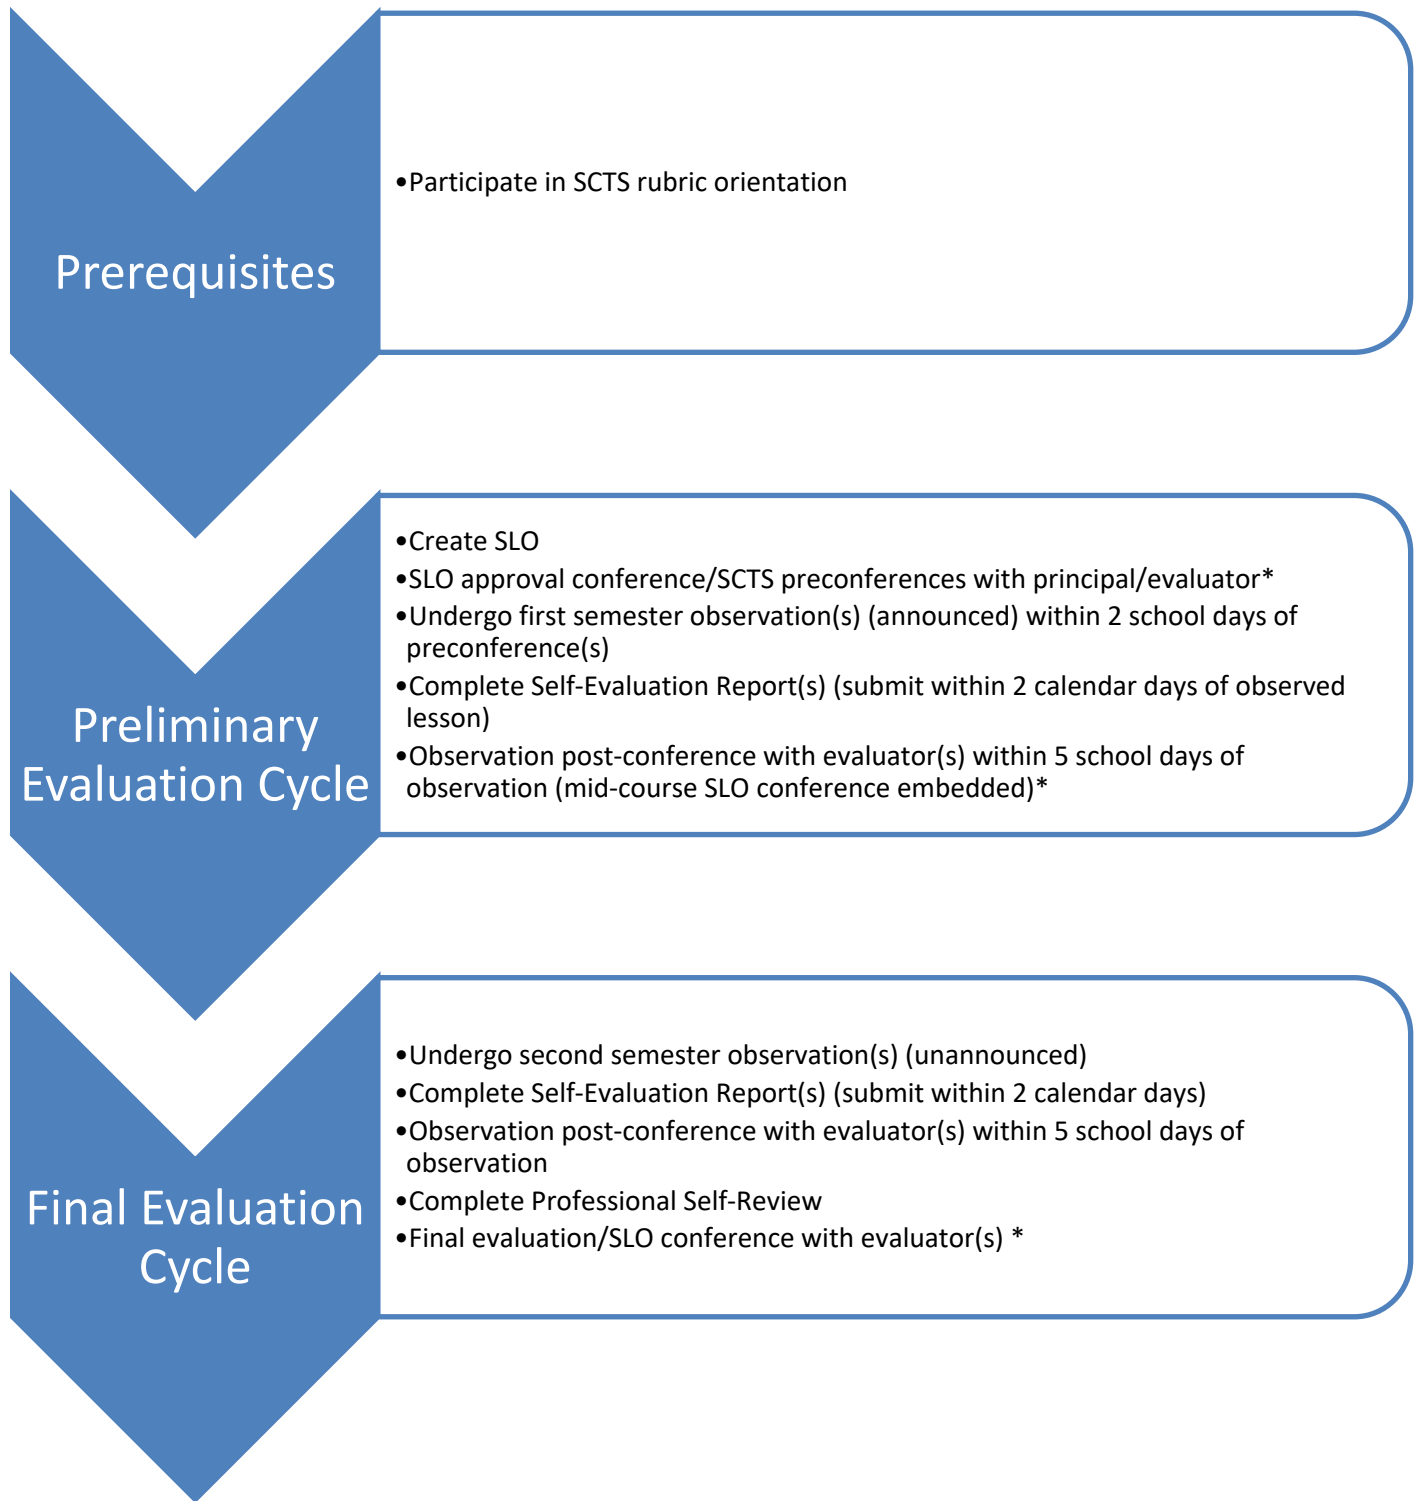 Prerequisites
•Participate in SCTS rubric orientation
Preliminary
Evaluation Cycle
•Create SLO
•SLO approval conference/SCTS preconferences with principal/evaluator*
•Undergo first semester observation(s) (announced) within 2 school days of
preconference(s)
•Complete Self-Evaluation Report(s) (submit within 2 calendar days of observed
lesson)
•Observation post-conference with evaluator(s) within 5 school days of
observation (mid-course SLO conference embedded)*
Final Evaluation
Cycle
•Undergo second semester observation(s) (unannounced)
•Complete Self-Evaluation Report(s) (submit within 2 calendar days)
•Observation post-conference with evaluator(s) within 5 school days of
observation
•Complete Professional Self-Review
•Final evaluation/SLO conference with evaluator(s) *